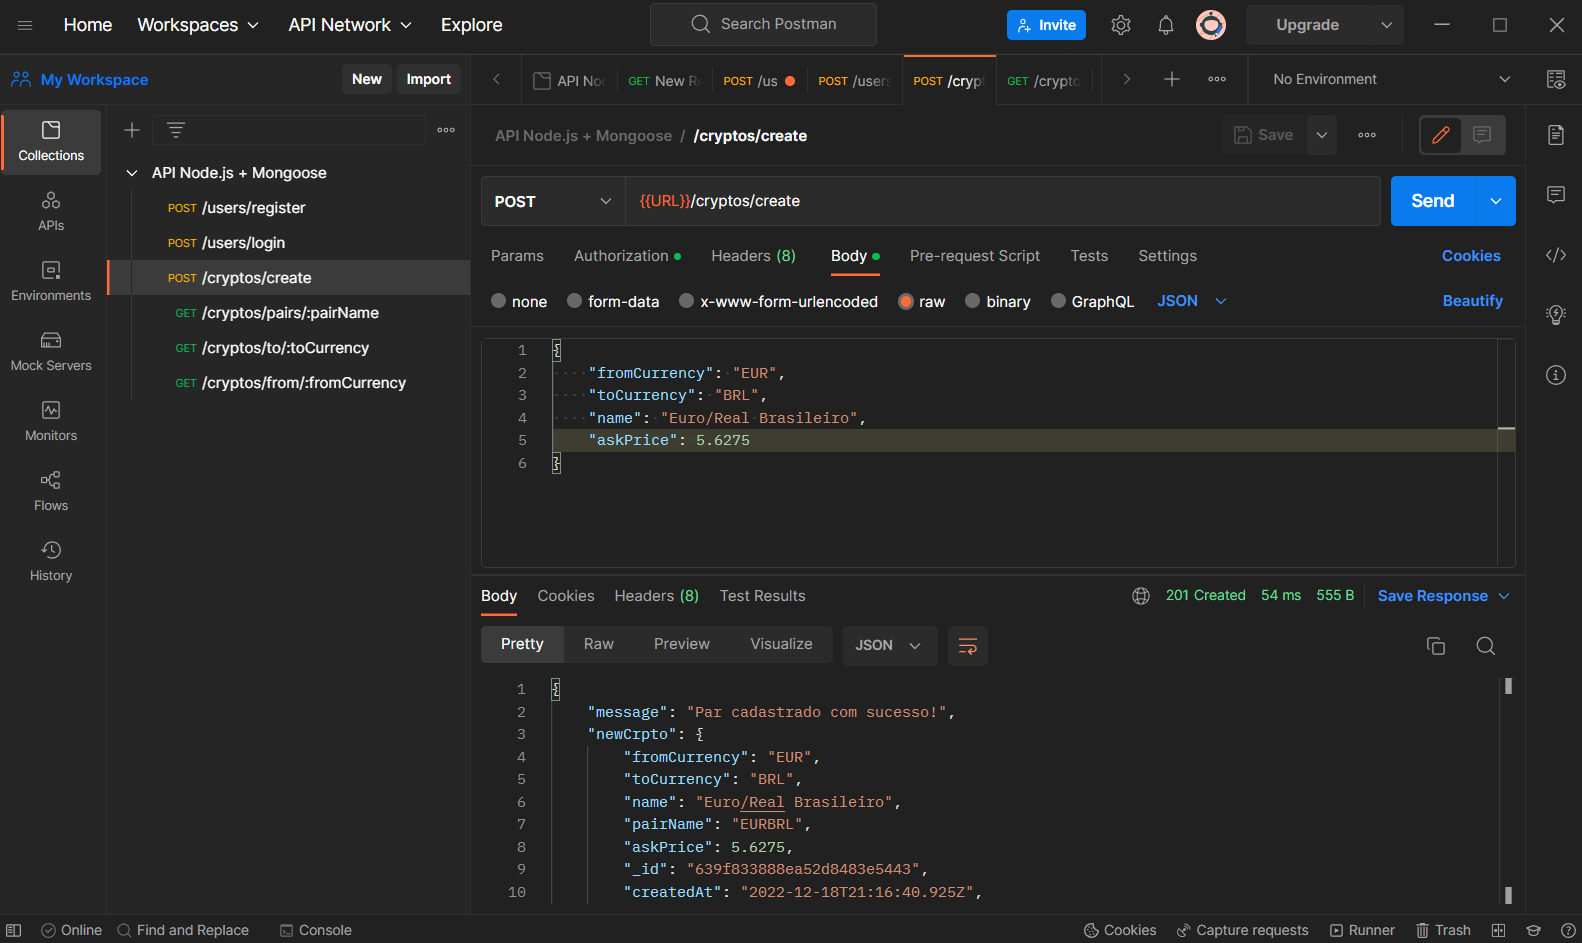 Home Workspaces API Network Explore Search Postman Invite Upgrade
My Workspace New Import
API Noc GET New R POST /us POST /users POST /crypt GET /crypto No Environment
Collections
APIs
Environments
Mock Servers
Monitors
Flows
History
API Node.js + Mongoose
POST /users/register
POST /users/login
POST /cryptos/create
GET /cryptos/pairs/:pairName
GET /cryptos/to/:toCurrency
GET /cryptos/from/:fromCurrency
API Node.js + Mongoose / /cryptos/create Save
POST {{URL}}/cryptos/create Send
Params Authorization Headers (8) Body Pre-request Script Tests Settings Cookies
none form-data x-www-form-urlencoded raw binary GraphQL JSON Beautify
1 {
2 "fromCurrency": "EUR",
3 "toCurrency": "BRL",
4 "name": "Euro/Real Brasileiro",
5 "askPrice": 5.6275
6 }
Body Cookies Headers (8) Test Results 201 Created 54 ms 555 B Save Response
Pretty Raw Preview Visualize JSON
1 {
2 "message": "Par cadastrado com sucesso!",
3 "newCrpto": {
4 "fromCurrency": "EUR",
5 "toCurrency": "BRL",
6 "name": "Euro/Real Brasileiro",
7 "pairName": "EURBRL",
8 "askPrice": 5.6275,
9 "_id": "639f833888ea52d8483e5443",
10 "createdAt": "2022-12-18T21:16:40.925Z",
Online Find and Replace Console Cookies Capture requests Runner Trash